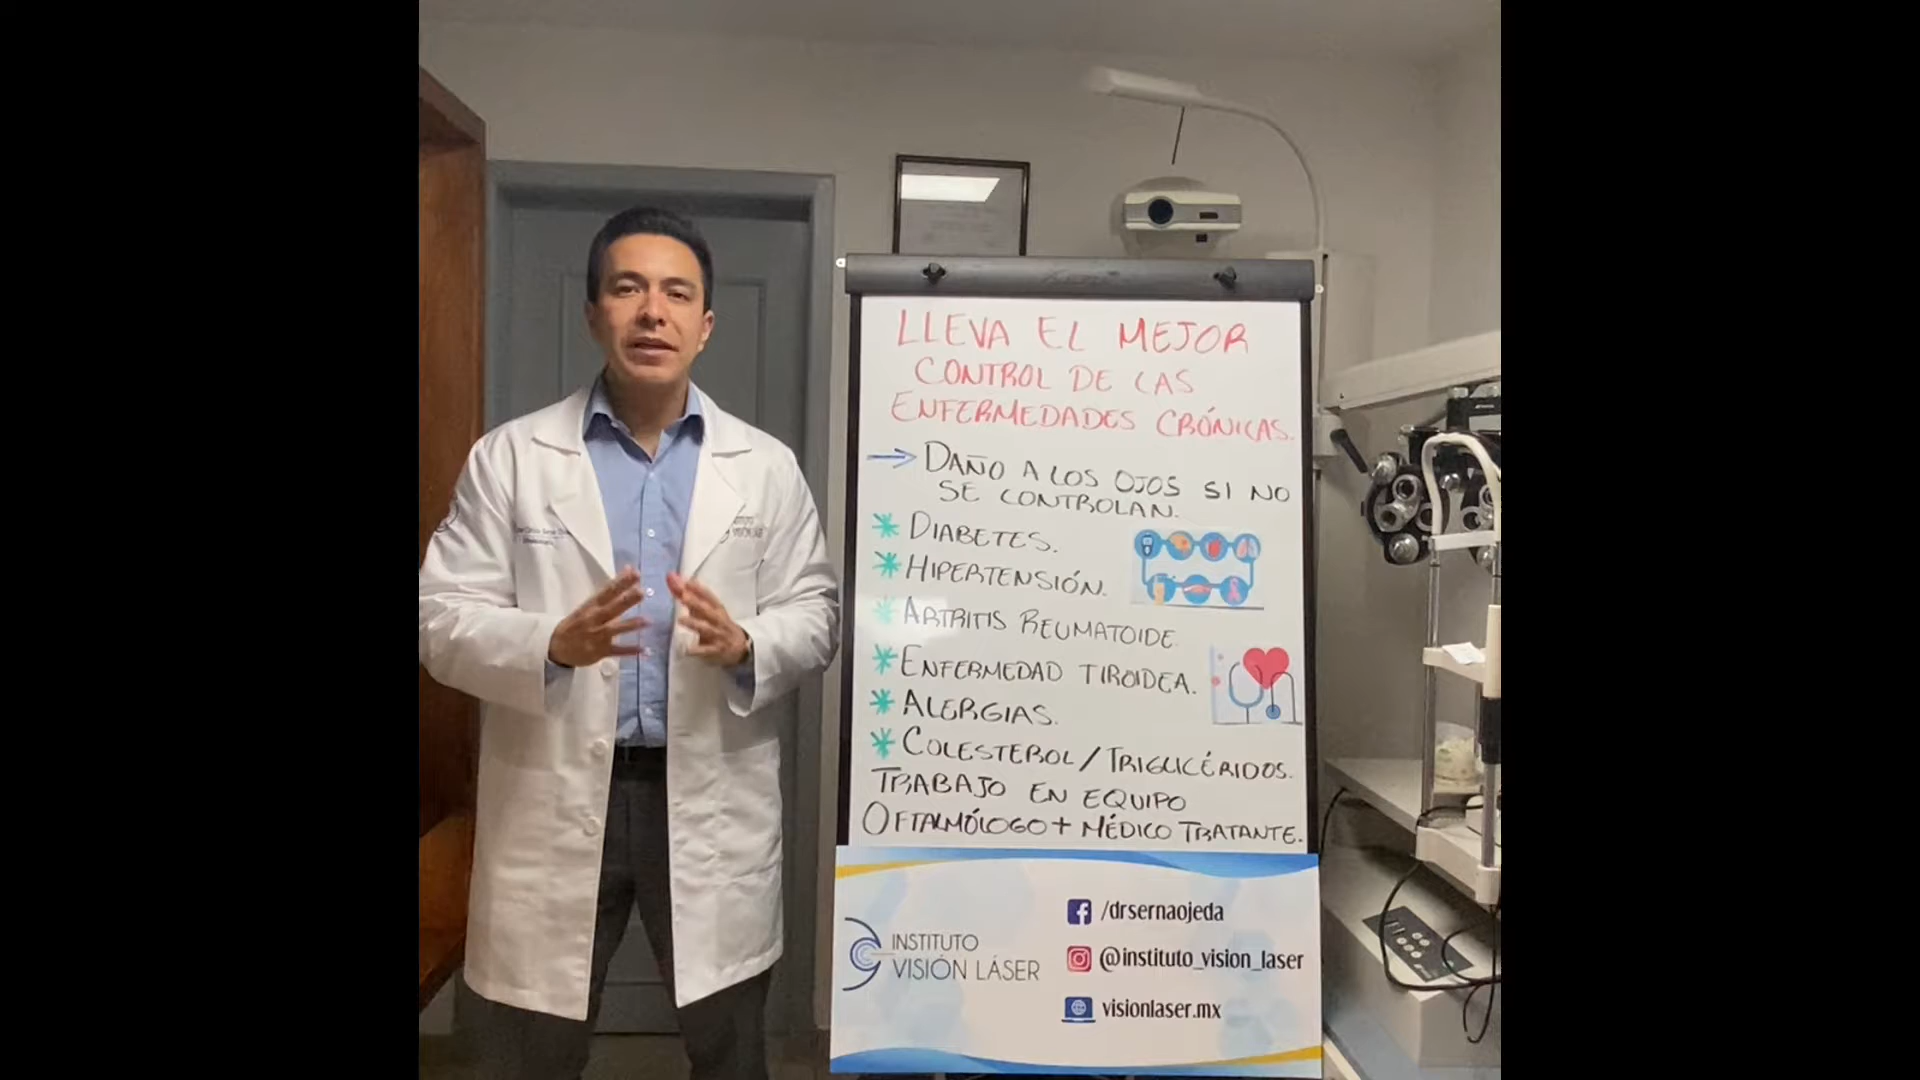 LLEVA EL MEJOR
CONTROL DE LAS
ENFERMEDADES CRÓNICAS.
→ DAÑO A LOS OJOS SI NO
SE CONTROLAN.
* DIABETES.
* HIPERTENSIÓN.
* ARTRITIS REUMATOIDE.
* ENFERMEDAD TIROIDEA.
* ALERGIAS.
* COLESTEROL/TRIGLICÉRIDOS.
TRABAJO EN EQUIPO
OFTALMÓLOGO + MÉDICO TRATANTE.
INSTITUTO
VISIÓN LÁSER
/drsernaojeda
@instituto_vision_laser
visionlaser.mx